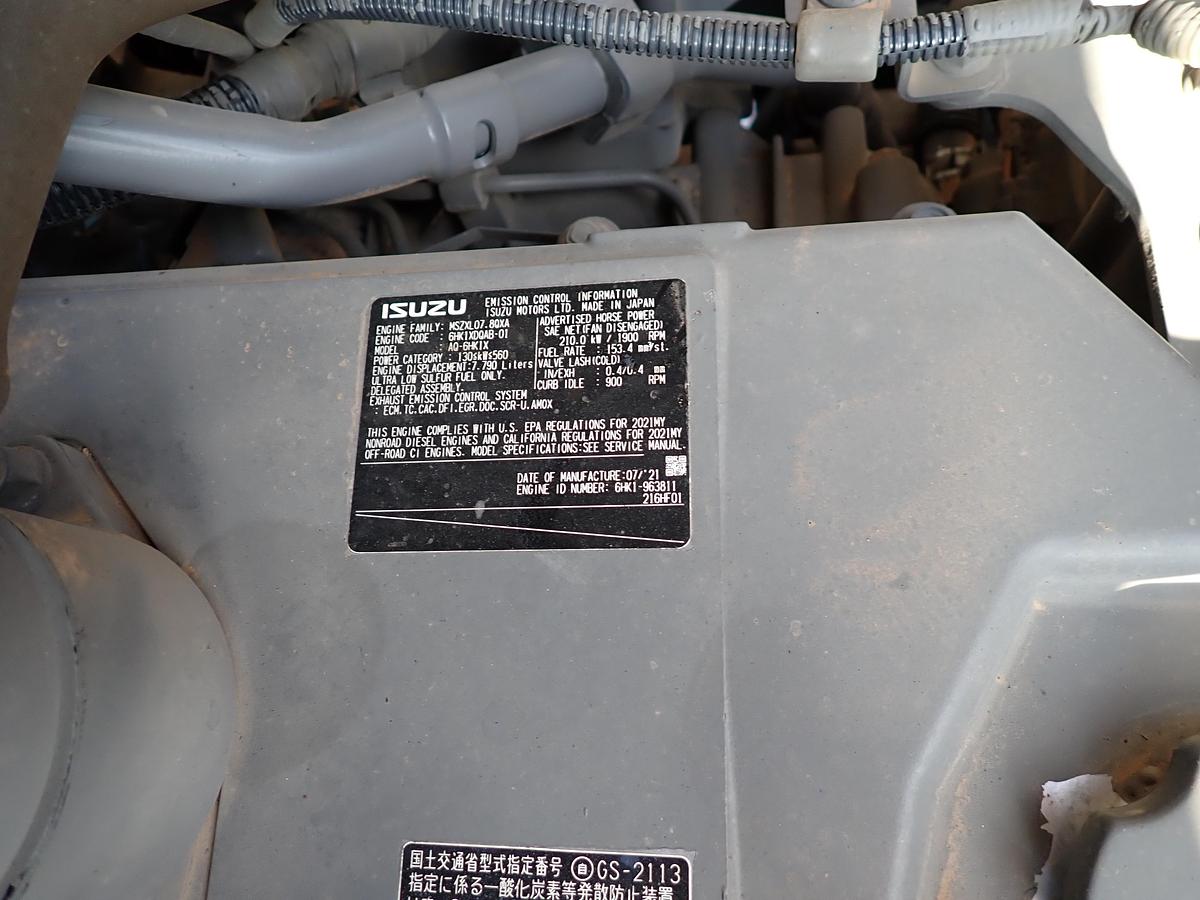 ISUZU
EMISSION CONTROL INFORMATION
ISUZU MOTORS LTD. MADE IN JAPAN
ENGINE FAMILY: MSZXL07.8QXA
ENGINE CODE : 6HK1XDQAB-01
MODEL : AQ-6HK1X
POWER CATEGORY : 130≤kW≤560
ENGINE DISPLACEMENT:7.790 Liters
ULTRA LOW SULFUR FUEL ONLY.
DELEGATED ASSEMBLY.
ADVERTISED HORSE POWER
SAE NET(FAN DISENGAGED)
210.0 kW / 1900 RPM
FUEL RATE : 153.4 mm³/st.
VALVE LASH(COLD)
IN/EXH : 0.4/0.4 mm
CURB IDLE : 900 RPM
EXHAUST EMISSION CONTROL SYSTEM
: ECM.TC.CAC.DFI.EGR.DOC.SCR-U.AMOX
THIS ENGINE COMPLIES WITH U.S. EPA REGULATIONS FOR 2021MY
NONROAD DIESEL ENGINES AND CALIFORNIA REGULATIONS FOR 2021MY
OFF-ROAD CI ENGINES. MODEL SPECIFICATIONS:SEE SERVICE MANUAL.
DATE OF MANUFACTURE:07/'21
ENGINE ID NUMBER: 6HK1-963811
216HF01
国土交通省型式指定番号 自GS-2113
指定に係る一酸化炭素等発散防止装置